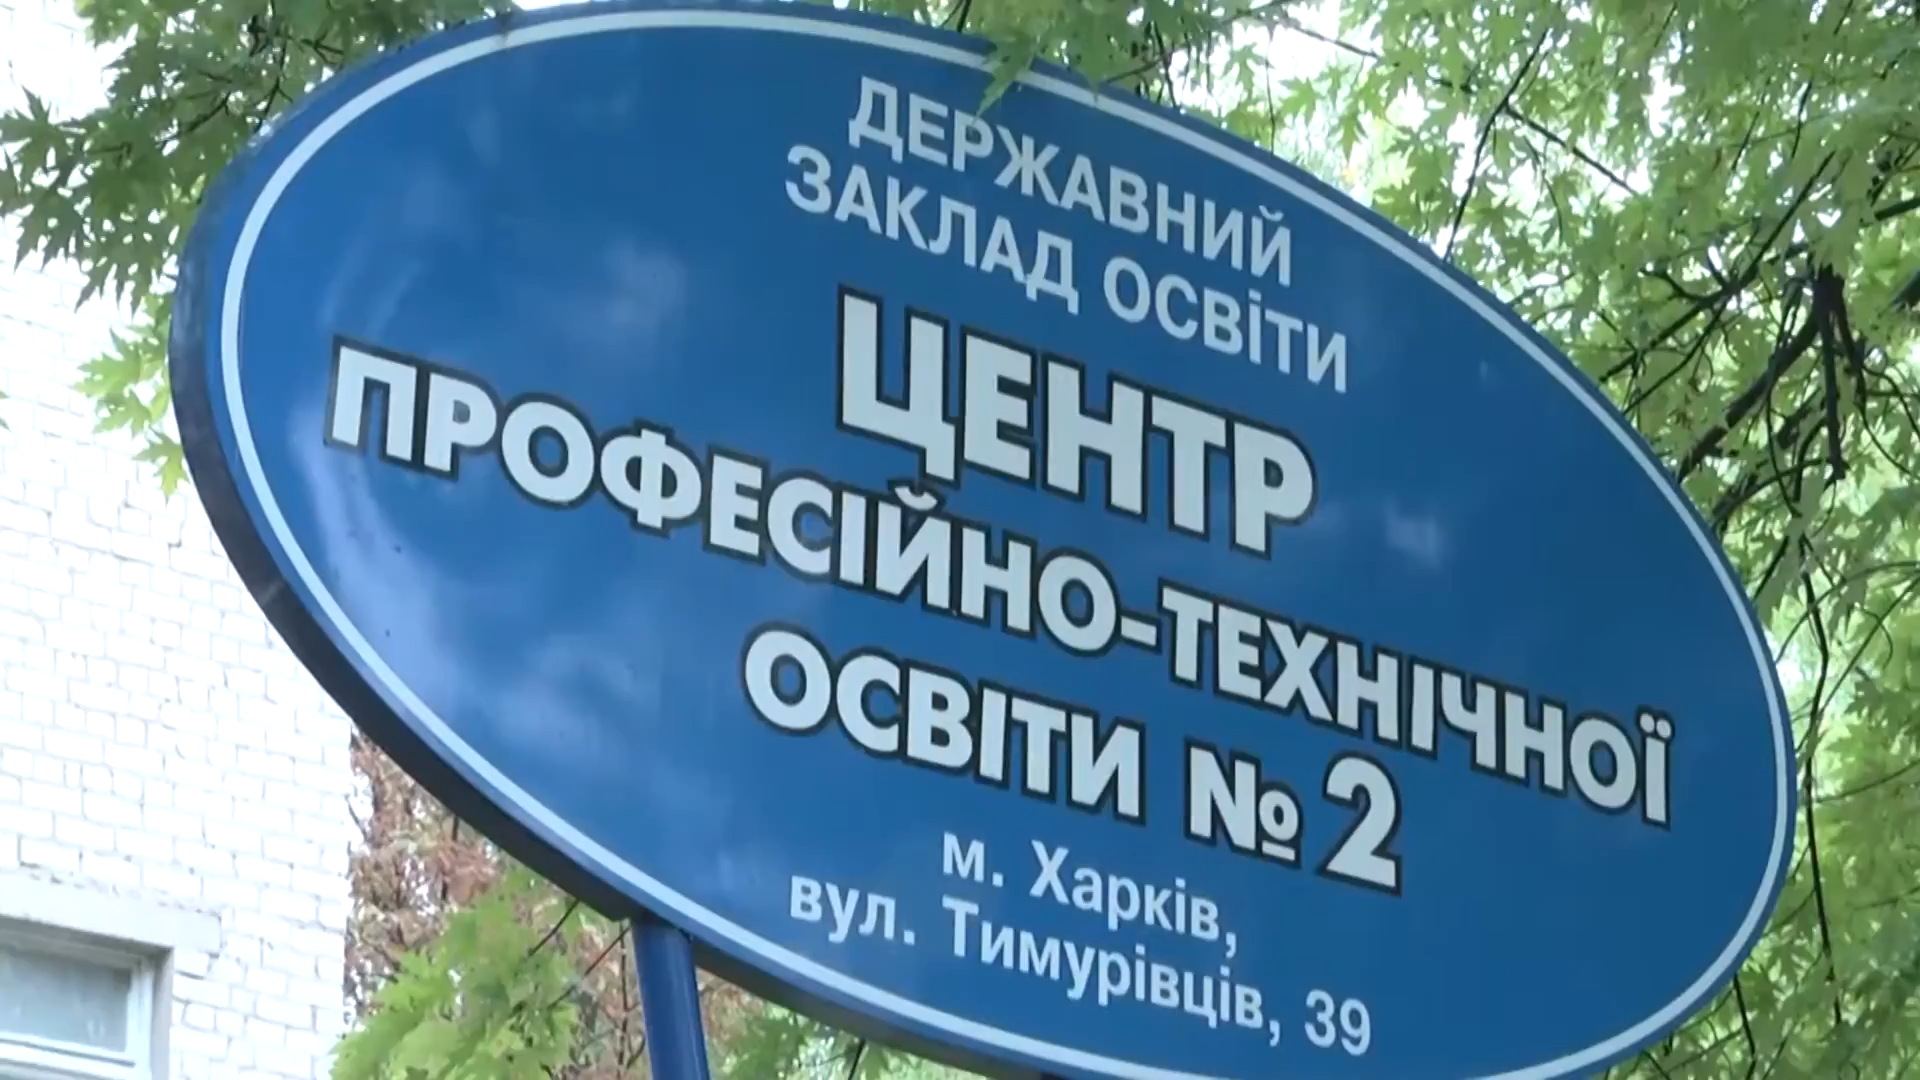 ДЕРЖАВНИЙ
ЗАКЛАД ОСВІТИ
ЦЕНТР
ПРОФЕСІЙНО-ТЕХНІЧНОЇ
ОСВІТИ № 2
м. Харків,
вул. Тимурівців, 39